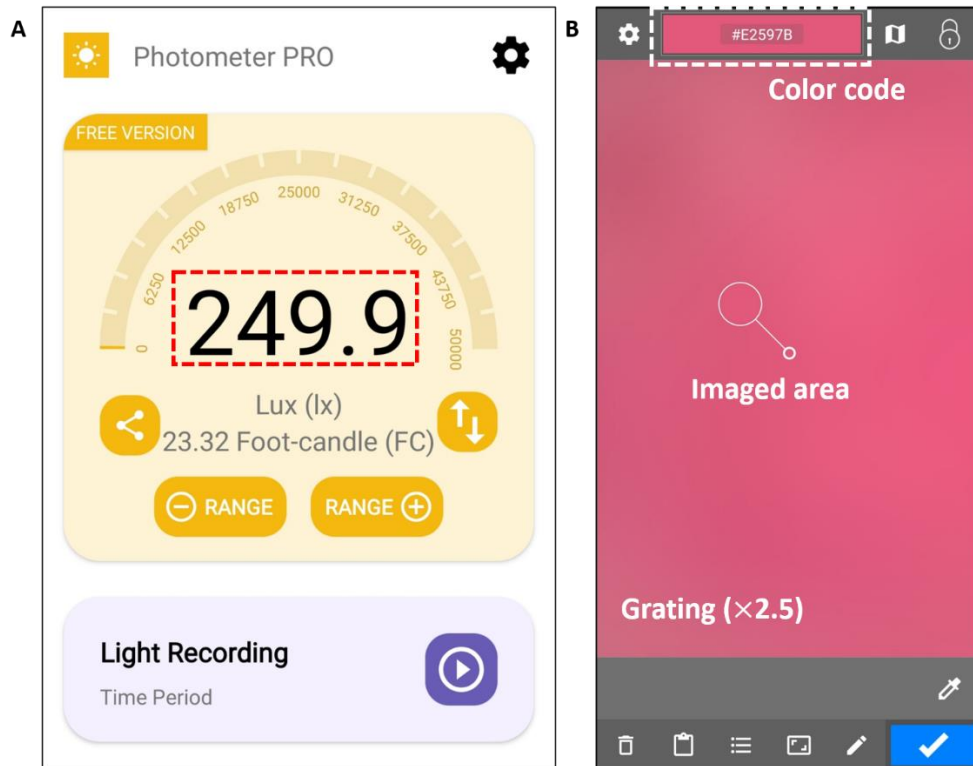 A
Photometer PRO
FREE VERSION
0
6250
12500
18750
25000
31250
37500
43750
50000
249.9
Lux (lx)
23.32 Foot-candle (FC)
RANGE
RANGE
Light Recording
Time Period
B
#E2597B
Color code
Imaged area
Grating (×2.5)